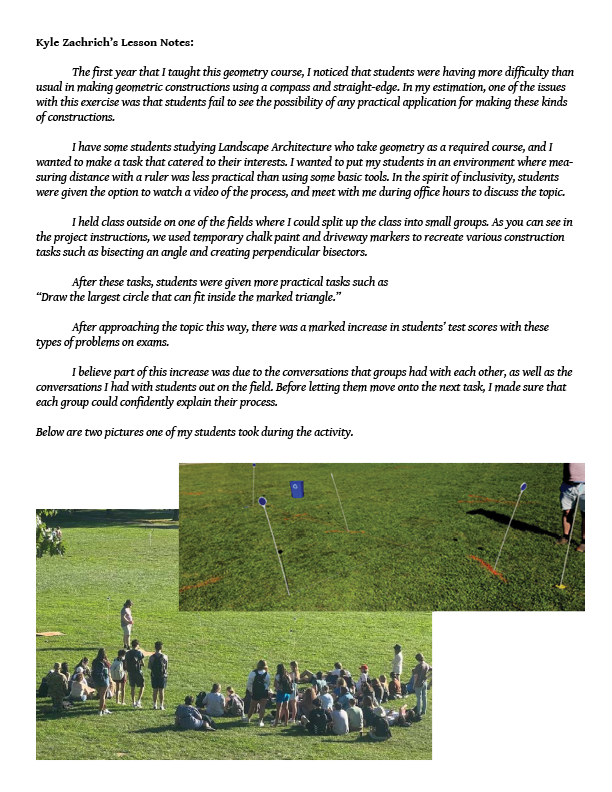 Kyle Zachrich's Lesson Notes:
The first year that I taught this geometry course, I noticed that students were having more difficulty than
usual in making geometric constructions using a compass and straight-edge. In my estimation, one of the issues
with this exercise was that students fail to see the possibility of any practical application for making these kinds
of constructions.
I have some students studying Landscape Architecture who take geometry as a required course, and I
wanted to make a task that catered to their interests. I wanted to put my students in an environment where mea-
suring distance with a ruler was less practical than using some basic tools. In the spirit of inclusivity, students
were given the option to watch a video of the process, and meet with me during office hours to discuss the topic.
I held class outside on one of the fields where I could split up the class into small groups. As you can see in
the project instructions, we used temporary chalk paint and driveway markers to recreate various construction
tasks such as bisecting an angle and creating perpendicular bisectors.
After these tasks, students were given more practical tasks such as
“Draw the largest circle that can fit inside the marked triangle.”
After approaching the topic this way, there was a marked increase in students' test scores with these
types of problems on exams.
I believe part of this increase was due to the conversations that groups had with each other, as well as the
conversations I had with students out on the field. Before letting them move onto the next task, I made sure that
each group could confidently explain their process.
Below are two pictures one of my students took during the activity.